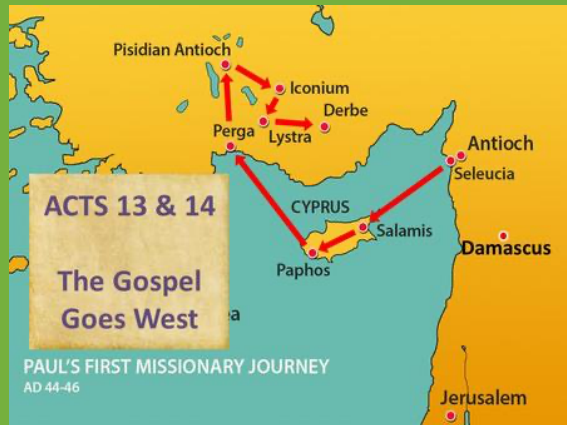 Pisidian Antioch
Iconium
Derbe
Perga
Lystra
Antioch
Seleucia
ACTS 13 & 14
The Gospel
Goes West
CYPRUS
Salamis
Damascus
Paphos
a
PAUL'S FIRST MISSIONARY JOURNEY
AD 44-46
Jerusalem